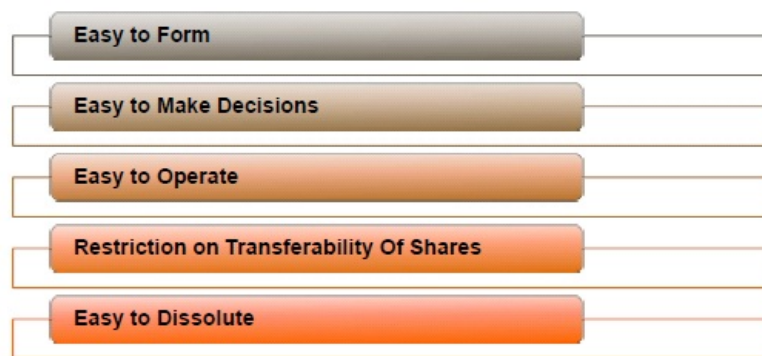 Easy to Form
Easy to Make Decisions
Easy to Operate
Restriction on Transferability Of Shares
Easy to Dissolute